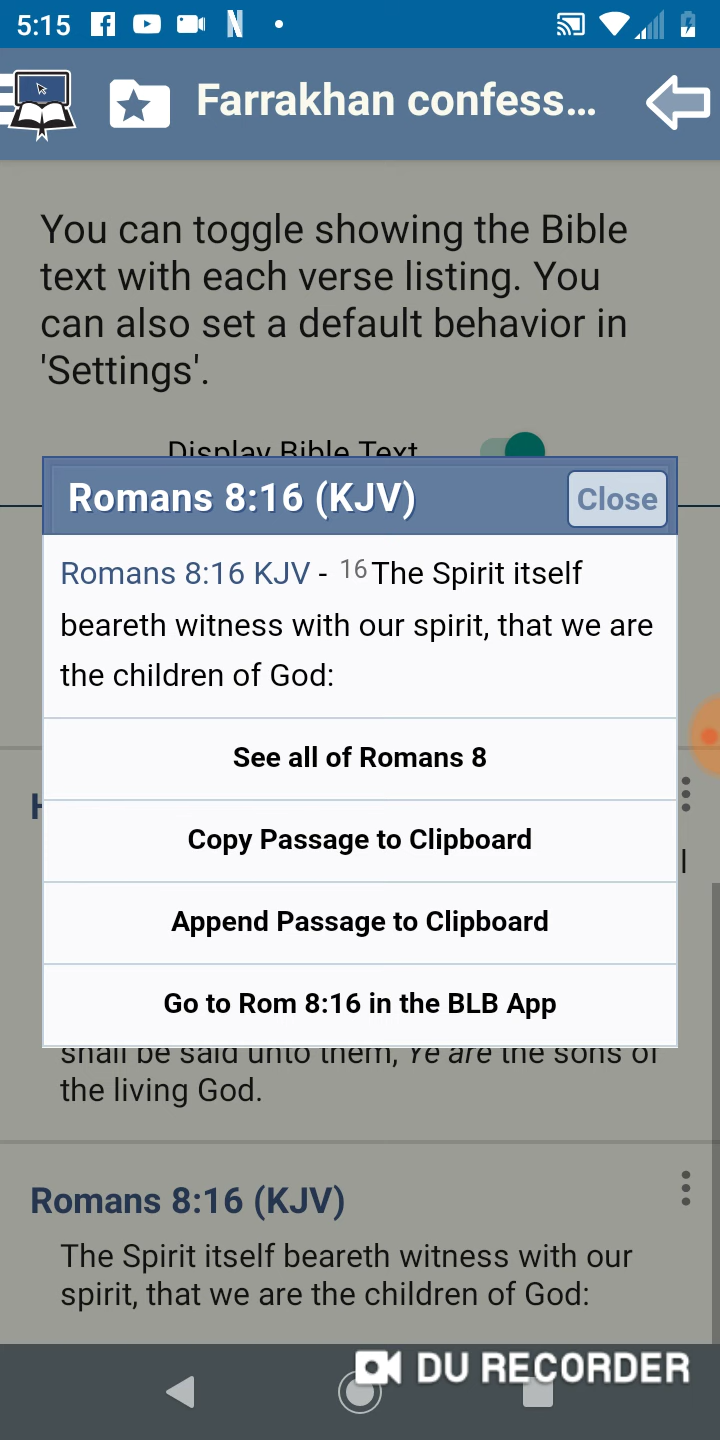 5:15
Farrakhan confess...
You can toggle showing the Bible
text with each verse listing. You
can also set a default behavior in
'Settings'.
Display Bible Text
Romans 8:16 (KJV)
Close
Romans 8:16 KJV - 16 The Spirit itself
beareth witness with our spirit, that we are
the children of God:
See all of Romans 8
Copy Passage to Clipboard
Append Passage to Clipboard
Go to Rom 8:16 in the BLB App
shall be said unto them, Ye are the sons of
the living God.
Romans 8:16 (KJV)
The Spirit itself beareth witness with our
spirit, that we are the children of God:
DU RECORDER